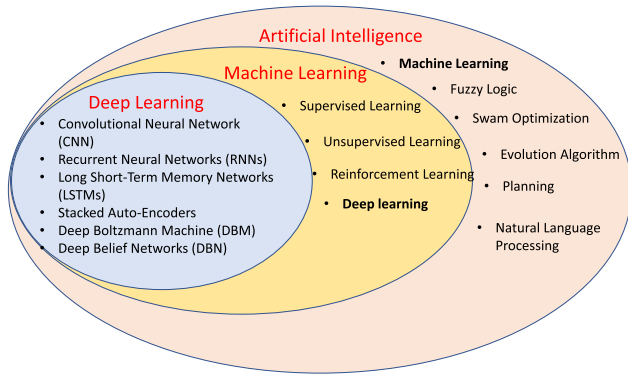 Artificial Intelligence
• Machine Learning
• Fuzzy Logic
• Swam Optimization
• Evolution Algorithm
• Planning
• Natural Language
Processing
Machine Learning
• Supervised Learning
• Unsupervised Learning
• Reinforcement Learning
• Deep learning
Deep Learning
• Convolutional Neural Network
(CNN)
• Recurrent Neural Networks (RNNs)
• Long Short-Term Memory Networks
(LSTMs)
• Stacked Auto-Encoders
• Deep Boltzmann Machine (DBM)
• Deep Belief Networks (DBN)